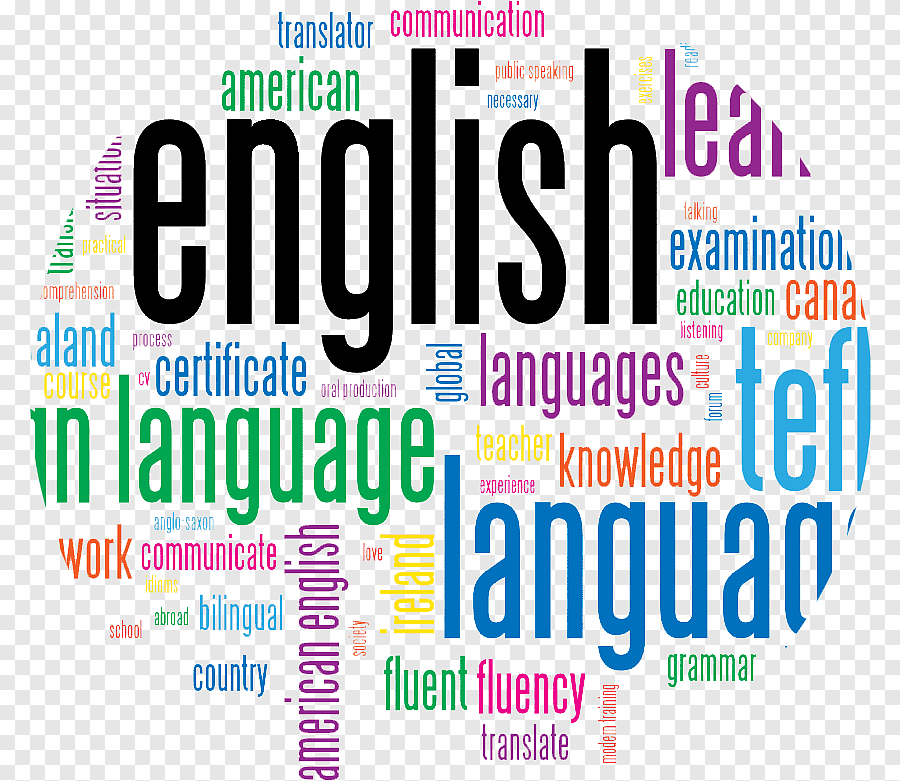 communication
translator
public speaking
american
necessary
exercises
read
lear
english
situation
practical
talking
examination
comprehension
education
cana
listening
aland
process
company
certificate
cv
course
oral production
global
languages
culture
forum
tefl
in language
teacher
knowledge
experience
anglo-saxon
work
communicate
love
ireland
languag
idioms
abroad
bilingual
school
american english
society
country
fluent
fluency
grammar
translate
modern training